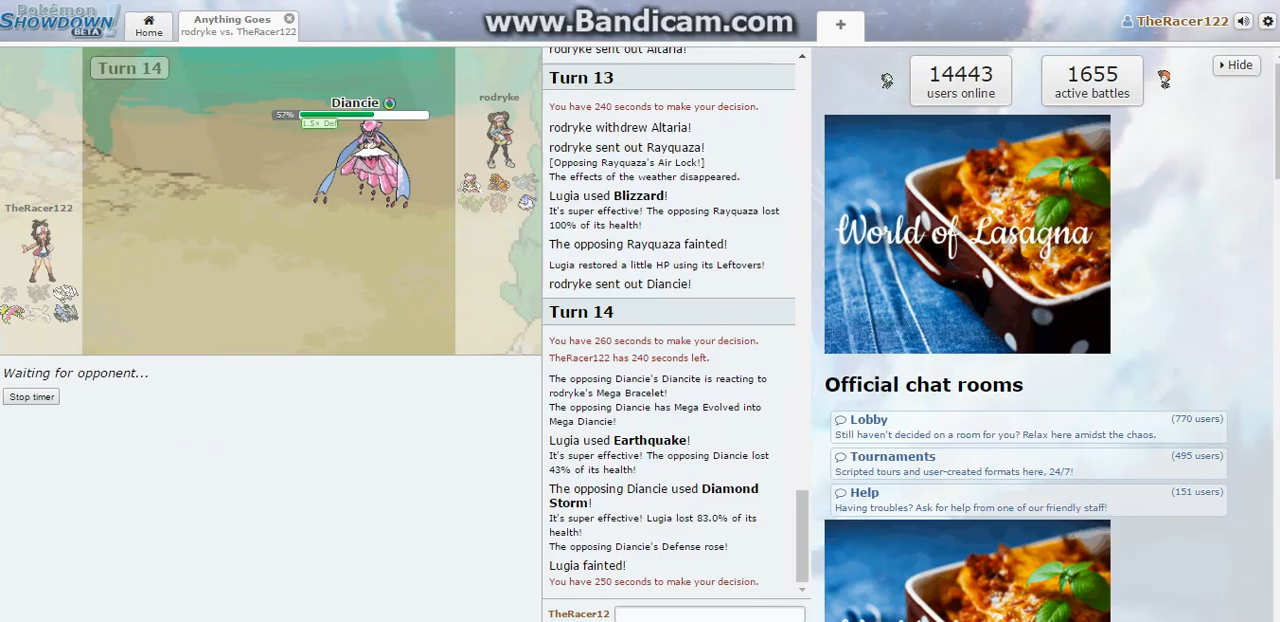 Pokémon
SHOWDOWN!
BETA
Home
Anything Goes
rodryke vs. TheRacer122
www.Bandicam.com
+
TheRacer122
Turn 14
Diancie
57%
1.5× Def
rodryke
TheRacer122
Waiting for opponent...
Stop timer
rodryke sent out Altaria!
Turn 13
You have 240 seconds to make your decision.
rodryke withdrew Altaria!
rodryke sent out Rayquaza!
[Opposing Rayquaza's Air Lock!]
The effects of the weather disappeared.
Lugia used Blizzard!
It's super effective! The opposing Rayquaza lost
100% of its health!
The opposing Rayquaza fainted!
Lugia restored a little HP using its Leftovers!
rodryke sent out Diancie!
Turn 14
You have 260 seconds to make your decision.
TheRacer122 has 240 seconds left.
The opposing Diancie's Diancite is reacting to
rodryke's Mega Bracelet!
The opposing Diancie has Mega Evolved into
Mega Diancie!
Lugia used Earthquake!
It's super effective! The opposing Diancie lost
43% of its health!
The opposing Diancie used Diamond
Storm!
It's super effective! Lugia lost 83.0% of its
health!
The opposing Diancie's Defense rose!
Lugia fainted!
You have 250 seconds to make your decision.
TheRacer12
14443
users online
1655
active battles
Hide
World of Lasagna
Official chat rooms
Lobby
(770 users)
Still haven't decided on a room for you? Relax here amidst the chaos.
Tournaments
(495 users)
Scripted tours and user-created formats here, 24/7!
Help
(151 users)
Having troubles? Ask for help from one of our friendly staff!